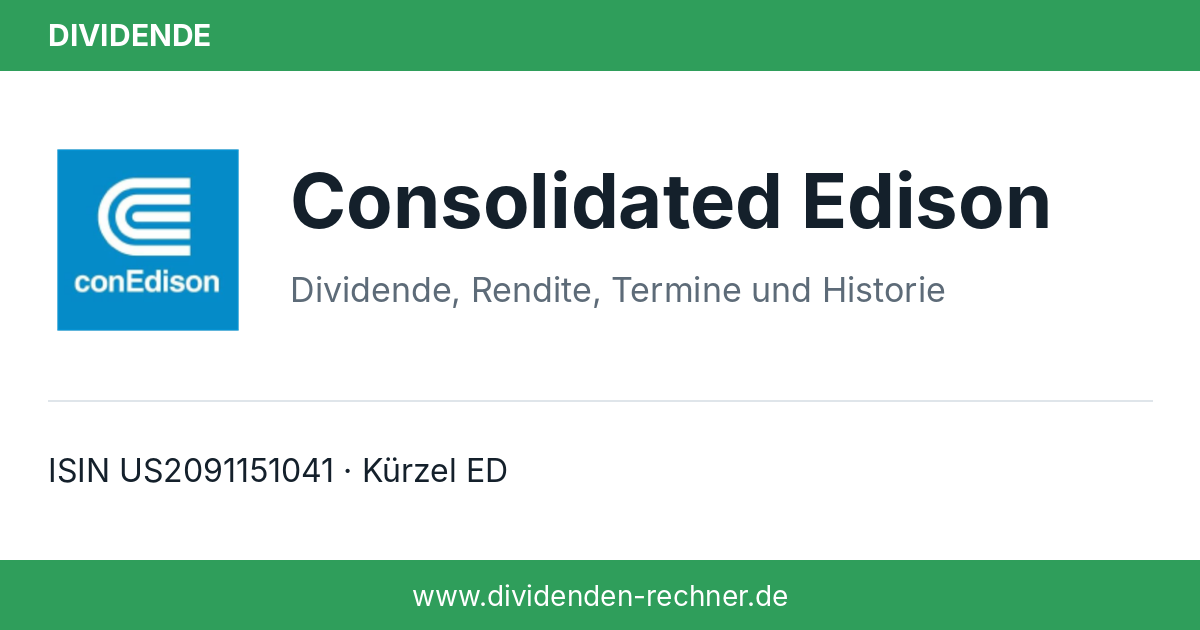 DIVIDENDE
conEdison
Consolidated Edison
Dividende, Rendite, Termine und Historie
ISIN US2091151041 · Kürzel ED
www.dividenden-rechner.de